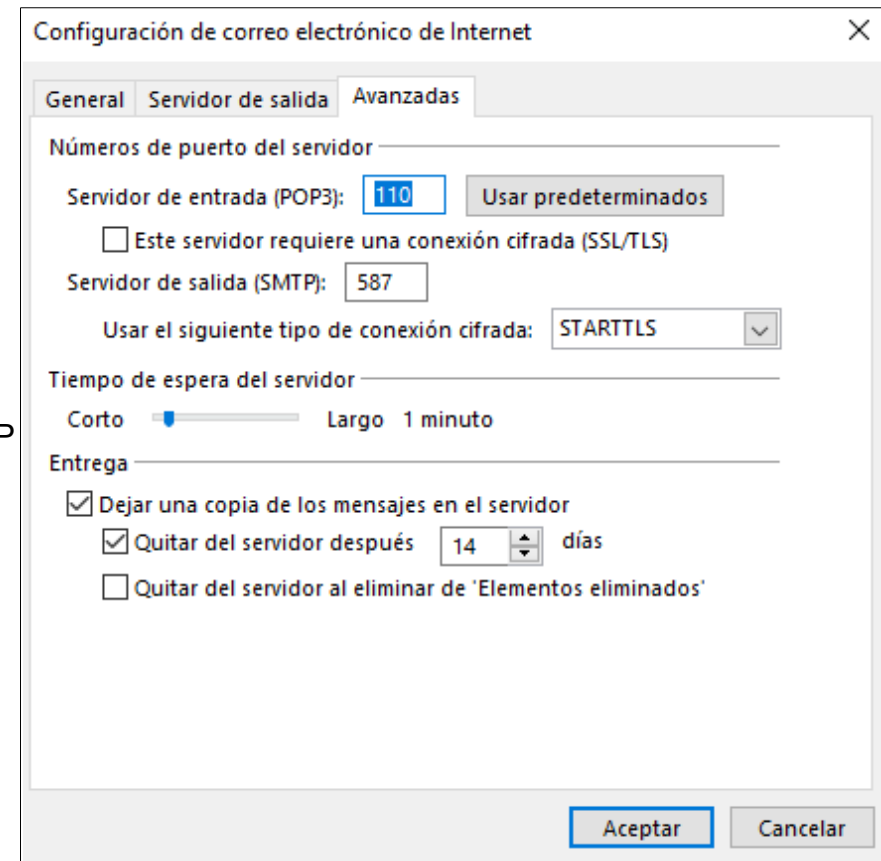 Configuración de correo electrónico de Internet
General Servidor de salida Avanzadas
Números de puerto del servidor
Servidor de entrada (POP3): 110 Usar predeterminados
Este servidor requiere una conexión cifrada (SSL/TLS)
Servidor de salida (SMTP): 587
Usar el siguiente tipo de conexión cifrada: STARTTLS
Tiempo de espera del servidor
Corto Largo 1 minuto
Entrega
Dejar una copia de los mensajes en el servidor
Quitar del servidor después 14 días
Quitar del servidor al eliminar de 'Elementos eliminados'
Aceptar Cancelar